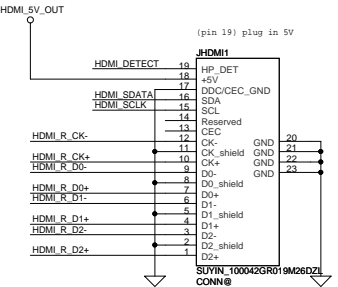 HDMI_5V_OUT
(pin 19) plug in 5V
JHDMI1
HDMI_DETECT 19 HP_DET
18 +5V
17 DDC/CEC_GND
HDMI_SDATA 16 SDA
HDMI_SCLK 15 SCL
14 Reserved
13 CEC
HDMI_R_CK- 12 CK- GND 20
11 CK_shield GND 21
HDMI_R_CK+ 10 CK+ GND 22
HDMI_R_D0- 9 D0- GND 23
8 D0_shield
HDMI_R_D0+ 7 D0+
HDMI_R_D1- 6 D1-
5 D1_shield
HDMI_R_D1+ 4 D1+
HDMI_R_D2- 3 D2-
2 D2_shield
HDMI_R_D2+ 1 D2+
SUYIN_100042GR019M26DZL
CONN@